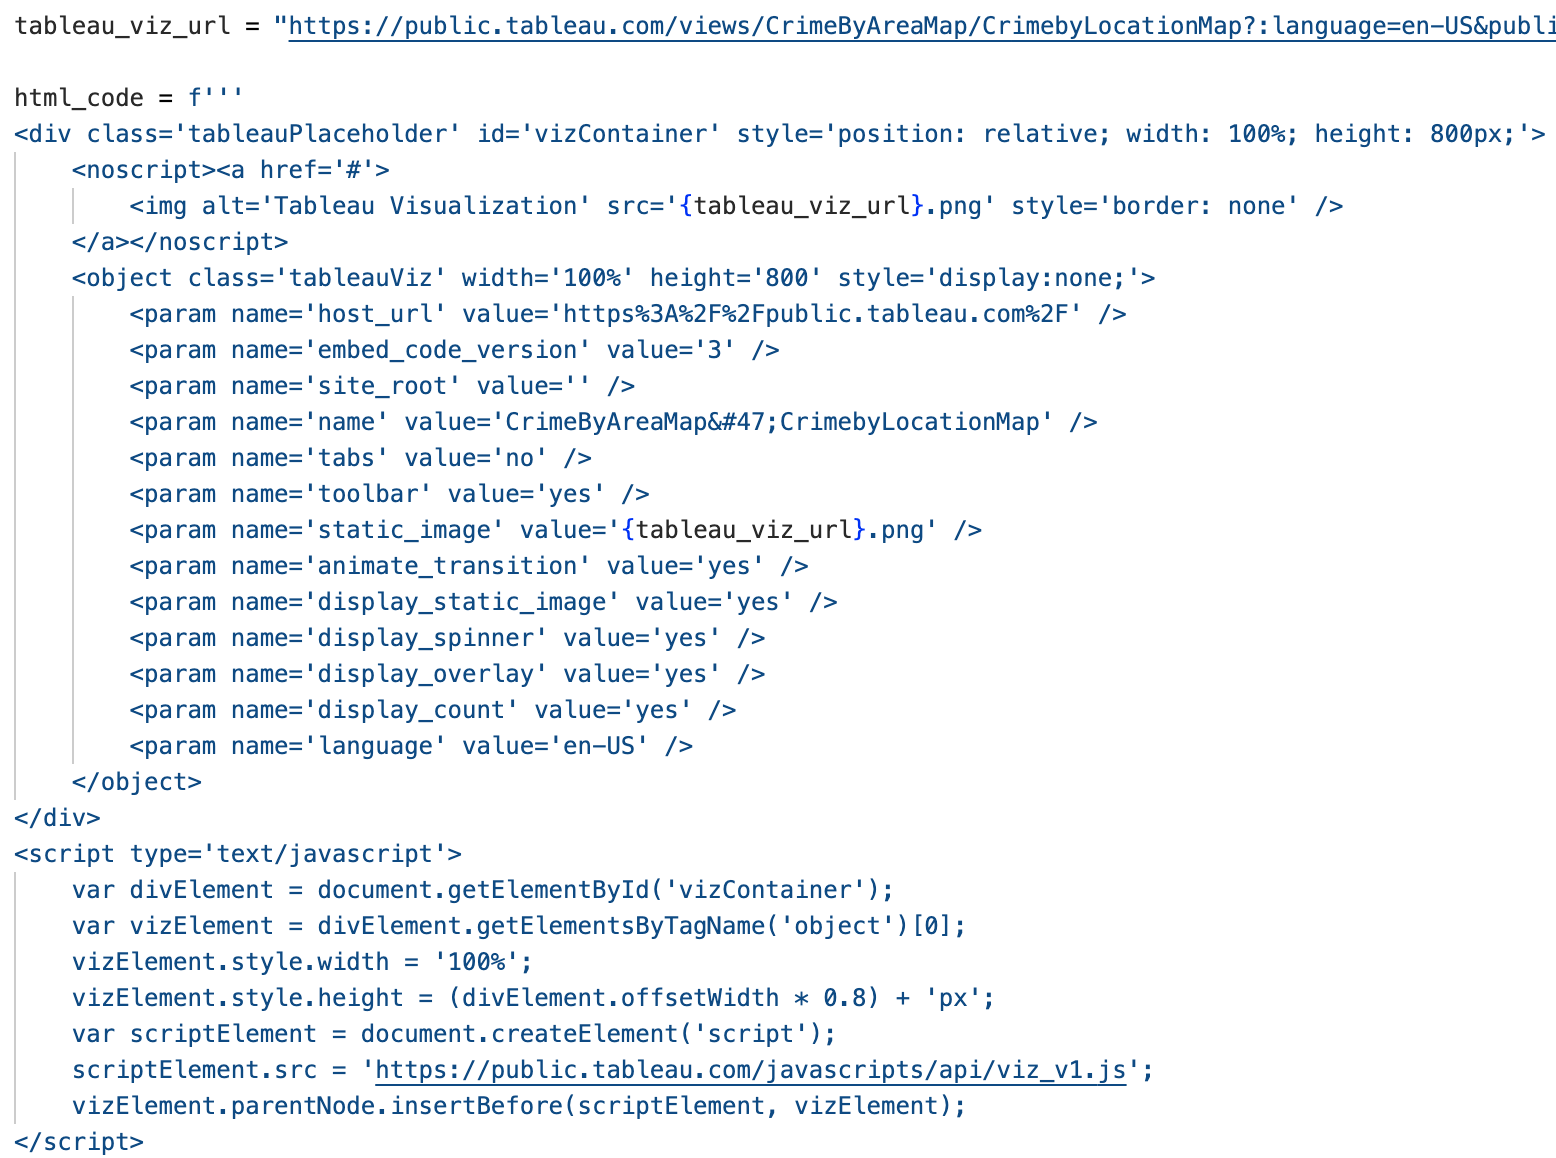 tableau_viz_url = "https://public.tableau.com/views/CrimeByAreaMap/CrimebyLocationMap?:language=en-US&publi
html_code = f'''
<div class='tableauPlaceholder' id='vizContainer' style='position: relative; width: 100%; height: 800px;'>
    <noscript><a href='#'>
        <img alt='Tableau Visualization' src='{tableau_viz_url}.png' style='border: none' />
    </a></noscript>
    <object class='tableauViz' width='100%' height='800' style='display:none;'>
        <param name='host_url' value='https%3A%2F%2Fpublic.tableau.com%2F' />
        <param name='embed_code_version' value='3' />
        <param name='site_root' value='' />
        <param name='name' value='CrimeByAreaMap&#47;CrimebyLocationMap' />
        <param name='tabs' value='no' />
        <param name='toolbar' value='yes' />
        <param name='static_image' value='{tableau_viz_url}.png' />
        <param name='animate_transition' value='yes' />
        <param name='display_static_image' value='yes' />
        <param name='display_spinner' value='yes' />
        <param name='display_overlay' value='yes' />
        <param name='display_count' value='yes' />
        <param name='language' value='en-US' />
    </object>
</div>
<script type='text/javascript'>
    var divElement = document.getElementById('vizContainer');
    var vizElement = divElement.getElementsByTagName('object')[0];
    vizElement.style.width = '100%';
    vizElement.style.height = (divElement.offsetWidth * 0.8) + 'px';
    var scriptElement = document.createElement('script');
    scriptElement.src = 'https://public.tableau.com/javascripts/api/viz_v1.js';
    vizElement.parentNode.insertBefore(scriptElement, vizElement);
</script>